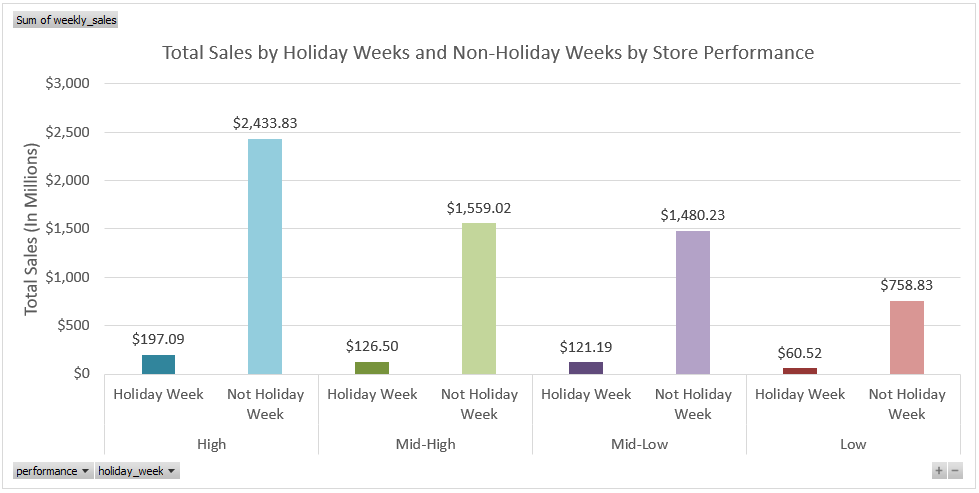 Sum of weekly_sales
Total Sales by Holiday Weeks and Non-Holiday Weeks by Store Performance
Total Sales (In Millions)
$3,000
$2,500
$2,000
$1,500
$1,000
$500
$0
$197.09
$2,433.83
$126.50
$1,559.02
$121.19
$1,480.23
$60.52
$758.83
Holiday Week
Not Holiday
Week
Holiday Week
Not Holiday
Week
Holiday Week
Not Holiday
Week
Holiday Week
Not Holiday
Week
High
Mid-High
Mid-Low
Low
performance
holiday_week
+ −